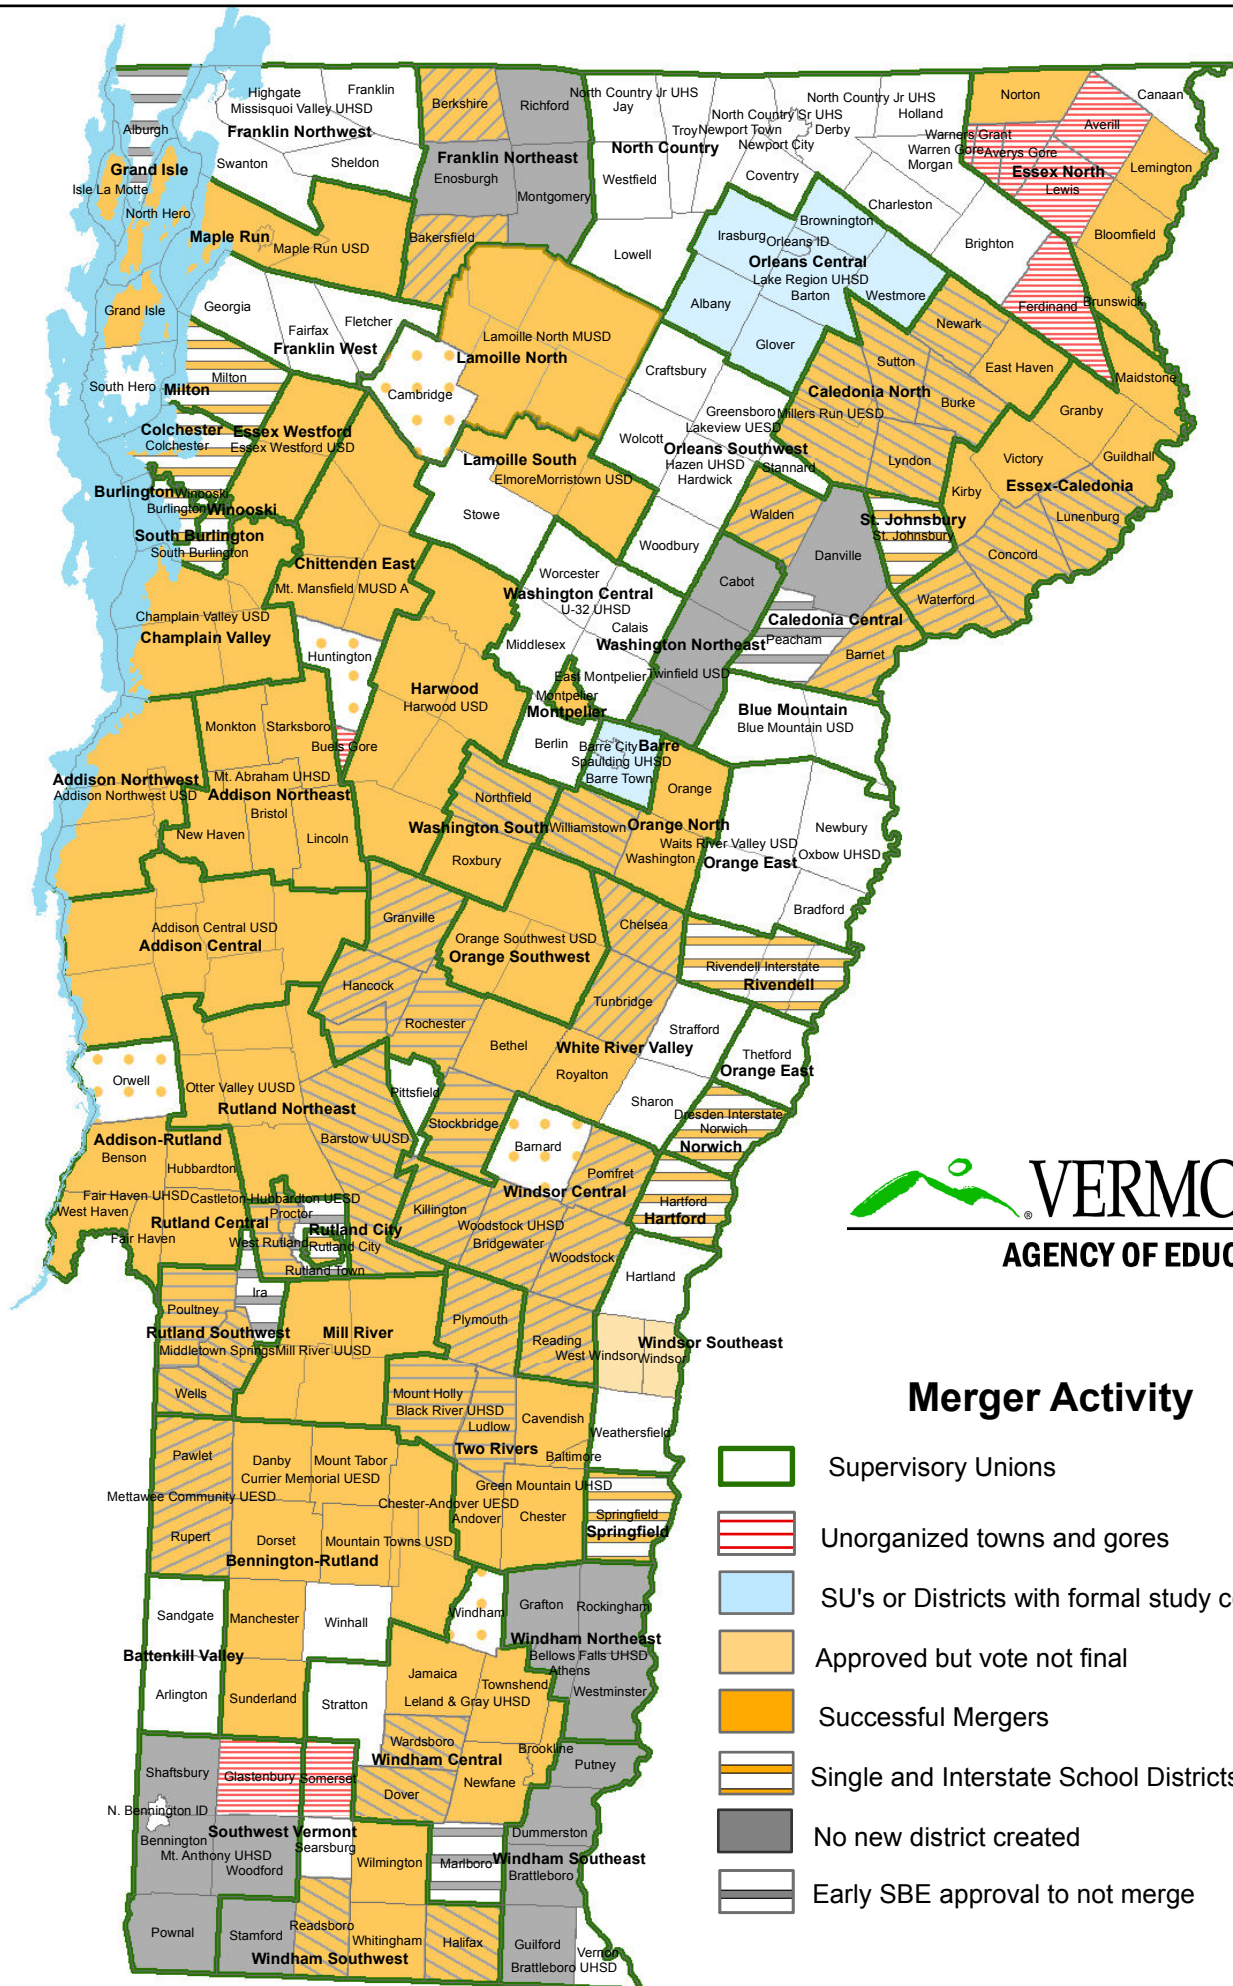 Highgate
Missisquoi Valley UHSD
Franklin
Franklin Northwest
Swanton
Sheldon
Berkshire
Richford
Franklin Northeast
Enosburgh
Montgomery
Bakersfield
North Country Jr UHS
Jay
Troy
Newport Town
North Country Sr UHS
Newport City
Derby
North Country Jr UHS
Holland
North Country
Westfield
Coventry
Lowell
Charleston
Brighton
Morgan
Norton
Canaan
Averill
Warners Grant
Warren Gore
Averys Gore
Essex North
Lewis
Lemington
Bloomfield
Ferdinand
Brunswick
Maidstone
Alburgh
Grand Isle
Isle La Motte
North Hero
Grand Isle
South Hero
Maple Run
Maple Run USD
Georgia
Fairfax
Fletcher
Franklin West
Milton
Milton
Colchester
Colchester
Essex Westford
Essex Westford USD
Burlington
Winooski
Burlington
Winooski
South Burlington
South Burlington
Cambridge
Lamoille North MUSD
Lamoille North
Lamoille South
ElmoreMorristown USD
Stowe
Irasburg
Orleans ID
Brownington
Orleans Central
Lake Region UHSD
Albany
Barton
Westmore
Glover
Craftsbury
Greensboro
Lakeview UESD
Wolcott
Orleans Southwest
Hazen UHSD
Hardwick
Stannard
Woodbury
Newark
Sutton
East Haven
Caledonia North
Millers Run UESD
Burke
Lyndon
Granby
Guildhall
Victory
Essex-Caledonia
Kirby
Lunenburg
Concord
Waterford
Walden
St. Johnsbury
St. Johnsbury
Danville
Caledonia Central
Peacham
Barnet
Cabot
Washington Northeast
Twinfield USD
Chittenden East
Mt. Mansfield MUSD A
Champlain Valley USD
Champlain Valley
Huntington
Buels Gore
Worcester
Washington Central
U-32 UHSD
Calais
Middlesex
East Montpelier
Montpelier
Montpelier
Berlin
Barre City
Barre
Spaulding UHSD
Barre Town
Blue Mountain
Blue Mountain USD
Harwood
Harwood USD
Monkton
Starksboro
Mt. Abraham UHSD
Addison Northeast
Bristol
New Haven
Lincoln
Addison Northwest
Addison Northwest USD
Northfield
Washington South
Roxbury
Williamstown
Orange
Orange North
Washington
Waits River Valley USD
Orange East
Newbury
Oxbow UHSD
Bradford
Addison Central USD
Addison Central
Granville
Hancock
Rochester
Orange Southwest USD
Orange Southwest
Chelsea
Tunbridge
Rivendell Interstate
Rivendell
Bethel
White River Valley
Royalton
Strafford
Sharon
Thetford
Orange East
Dresden Interstate
Norwich
Norwich
Orwell
Otter Valley UUSD
Rutland Northeast
Barstow UUSD
Pittsfield
Stockbridge
Barnard
Pomfret
Windsor Central
Killington
Woodstock UHSD
Bridgewater
Woodstock
Hartford
Hartford
Hartland
Addison-Rutland
Benson
Hubbardton
Fair Haven UHSD
Castleton-Hubbardton UESD
West Haven
Fair Haven
Rutland Central
Proctor
West Rutland
Rutland City
Rutland City
Rutland Town
Ira
Poultney
Rutland Southwest
Middletown Springs
Mill River
Mill River UUSD
Wells
Plymouth
Reading
West Windsor
Windsor Southeast
Windsor
Mount Holly
Black River UHSD
Ludlow
Two Rivers
Cavendish
Baltimore
Weathersfield
Green Mountain UHSD
Chester-Andover UESD
Andover
Chester
Springfield
Springfield
Pawlet
Danby
Mount Tabor
Currier Memorial UESD
Mettawee Community UESD
Rupert
Dorset
Mountain Towns USD
Bennington-Rutland
Sandgate
Manchester
Winhall
Windham
Battenkill Valley
Arlington
Sunderland
Stratton
Grafton
Rockingham
Windham Northeast
Bellows Falls UHSD
Athens
Westminster
Jamaica
Townshend
Leland & Gray UHSD
Wardsboro
Windham Central
Brookline
Newfane
Dover
Putney
Shaftsbury
Glastenbury
Somerset
N. Bennington ID
Bennington
Southwest Vermont
Mt. Anthony UHSD
Woodford
Searsburg
Wilmington
Marlboro
Dummerston
Windham Southeast
Brattleboro
Pownal
Stamford
Readsboro
Whitingham
Windham Southwest
Halifax
Guilford
Vernon
Brattleboro UHSD
VERMO
®
AGENCY OF EDUC
Merger Activity
Supervisory Unions
Unorganized towns and gores
SU's or Districts with formal study c
Approved but vote not final
Successful Mergers
Single and Interstate School Districts
No new district created
Early SBE approval to not merge